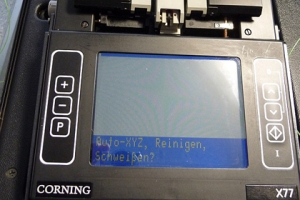 +
-
P
Auto-XYZ, Reinigen,
schweißen?
I
CORNING
X77